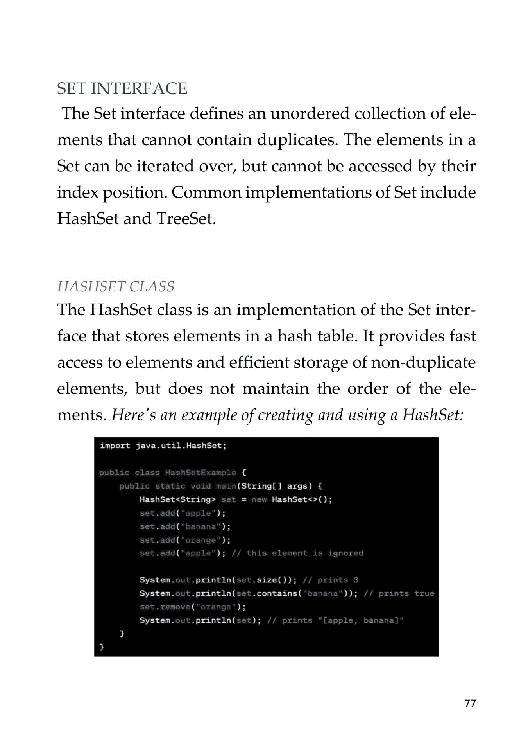 SET INTERFACE
The Set interface defines an unordered collection of ele-
ments that cannot contain duplicates. The elements in a
Set can be iterated over, but cannot be accessed by their
index position. Common implementations of Set include
HashSet and TreeSet.
HASHSET CLASS
The HashSet class is an implementation of the Set inter-
face that stores elements in a hash table. It provides fast
access to elements and efficient storage of non-duplicate
elements, but does not maintain the order of the ele-
ments. Here's an example of creating and using a HashSet:
import java.util.HashSet;
public class HashSetExample {
public static void main(String[] args) {
HashSet<String> set = new HashSet<>();
set.add("apple");
set.add("banana");
set.add("orange");
set.add("apple"); // this element is ignored
System.out.println(set.size()); // prints 3
System.out.println(set.contains("banana")); // prints true
set.remove("orange");
System.out.println(set); // prints "[apple, banana]"
}
}
77